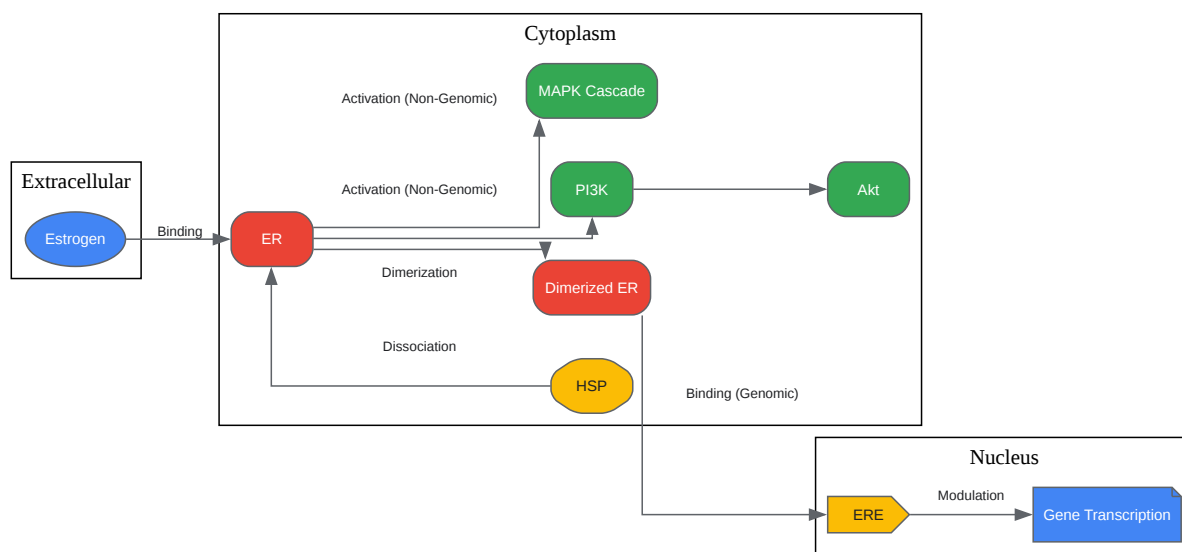 Cytoplasm
Activation (Non-Genomic)
MAPK Cascade
Extracellular
Estrogen
Binding
ER
Activation (Non-Genomic)
PI3K
Akt
Dimerization
Dimerized ER
Dissociation
HSP
Binding (Genomic)
Nucleus
ERE
Modulation
Gene Transcription